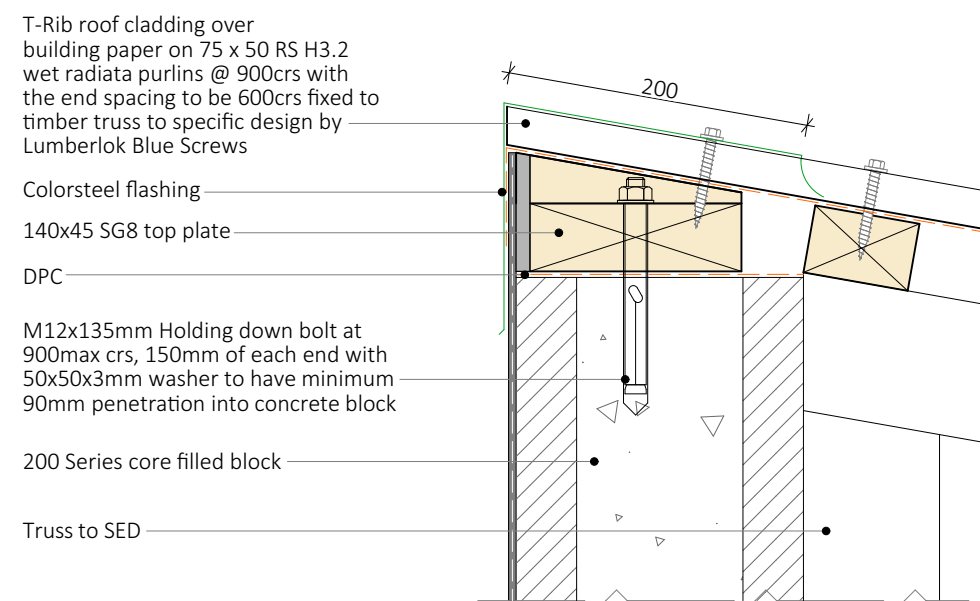 T-Rib roof cladding over
building paper on 75 x 50 RS H3.2
wet radiata purlins @ 900crs with
the end spacing to be 600crs fixed to
timber truss to specific design by
Lumberlok Blue Screws
200
Colorsteel flashing
140x45 SG8 top plate
DPC
M12x135mm Holding down bolt at
900max crs, 150mm of each end with
50x50x3mm washer to have minimum
90mm penetration into concrete block
200 Series core filled block
Truss to SED